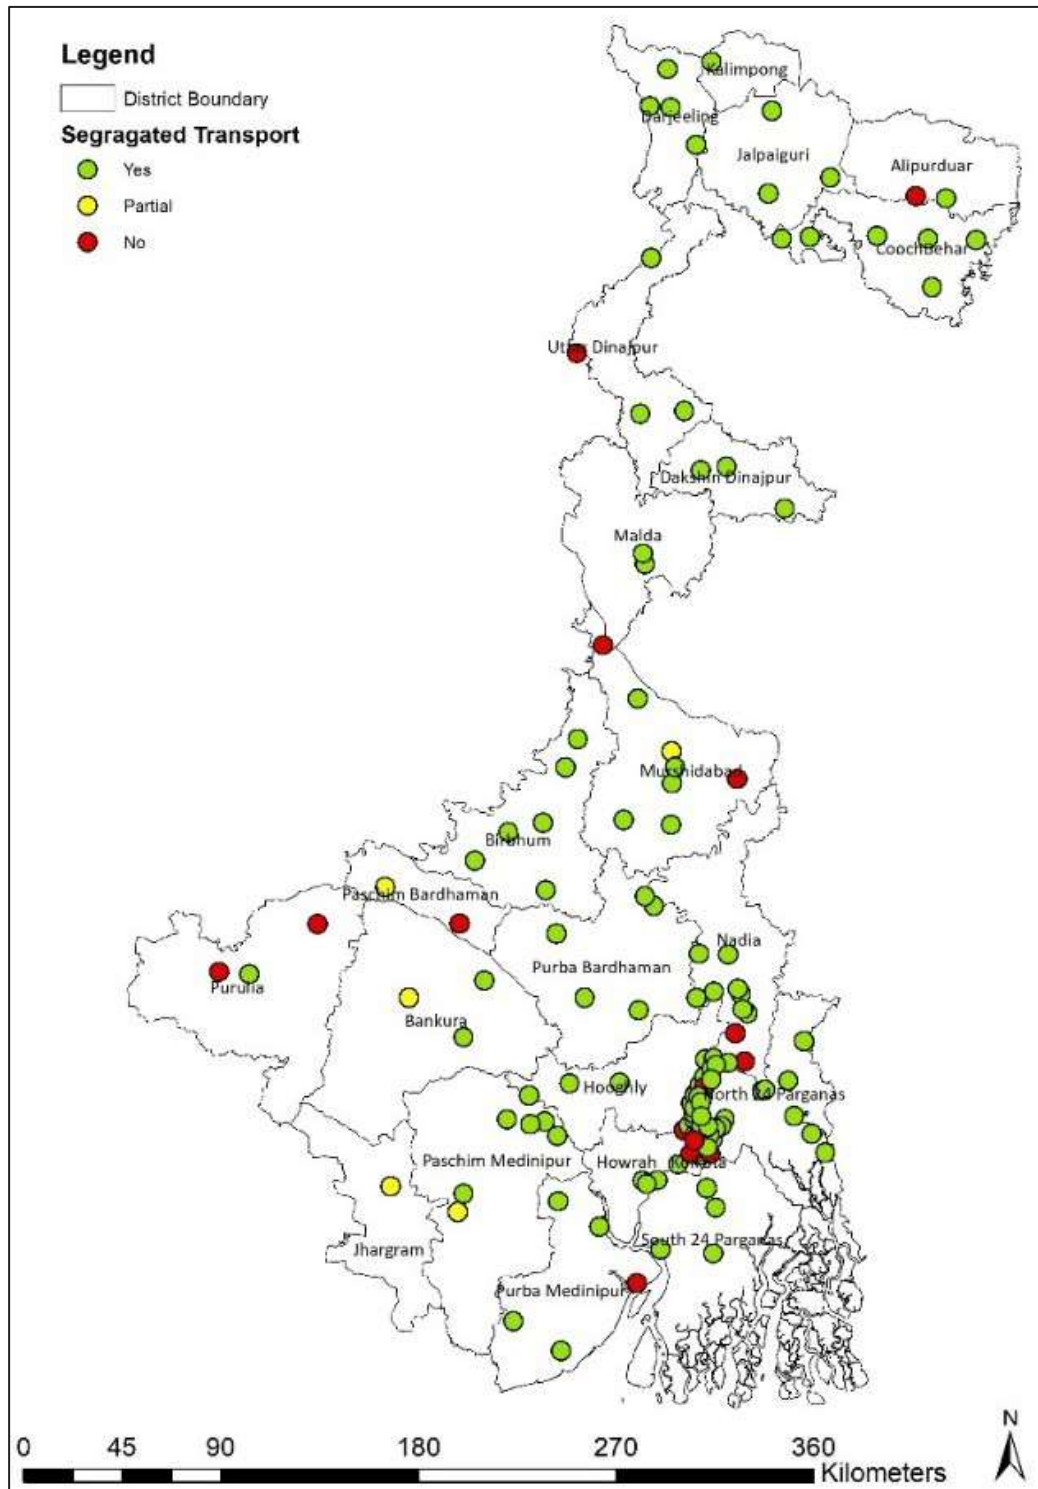 Legend
District Boundary
Segragated Transport
Yes
Partial
No
Kalimpong
Darjeeling
Jalpaiguri
Alipurduar
Coochbehar
Uttar Dinajpur
Dakshin Dinajpur
Malda
Murshidabad
Birbhum
Paschim Bardhaman
Nadia
Purba Bardhaman
Purulia
Bankura
Hooghly
North 24 Parganas
Paschim Medinipur
Howrah
Kolkata
South 24 Parganas
Jhargram
Purba Medinipur
N
0 45 90 180 270 360
Kilometers